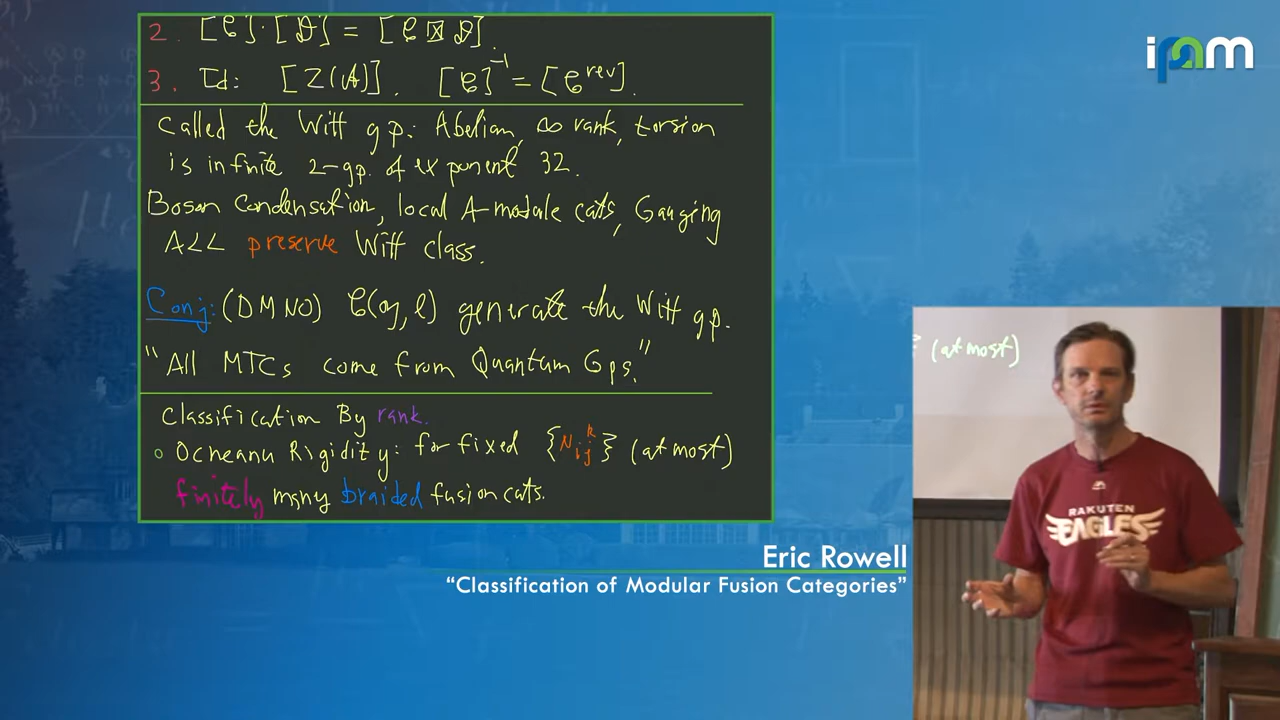 2. [C]·[D] = [C⊠D].
3. Id: [Z(A)]. [C]⁻¹ = [C^rev].
Called the Witt gp. Abelian, ∞ rank, torsion
is infinite 2-gp. of exponent 32.
Boson Condensation, local A-module cats, Gauging
ALL preserve Witt class.
Conj: (DMNO) C(𝔤, ℓ) generate the Witt gp.
"All MTCs come from Quantum Gps."
Classification By rank.
○ Ocneanu Rigidity: for fixed {N_ij^k} (at most)
finitely many braided fusion cats.
ipam
(at most)
RAKUTEN
EAGLES
Eric Rowell
"Classification of Modular Fusion Categories"